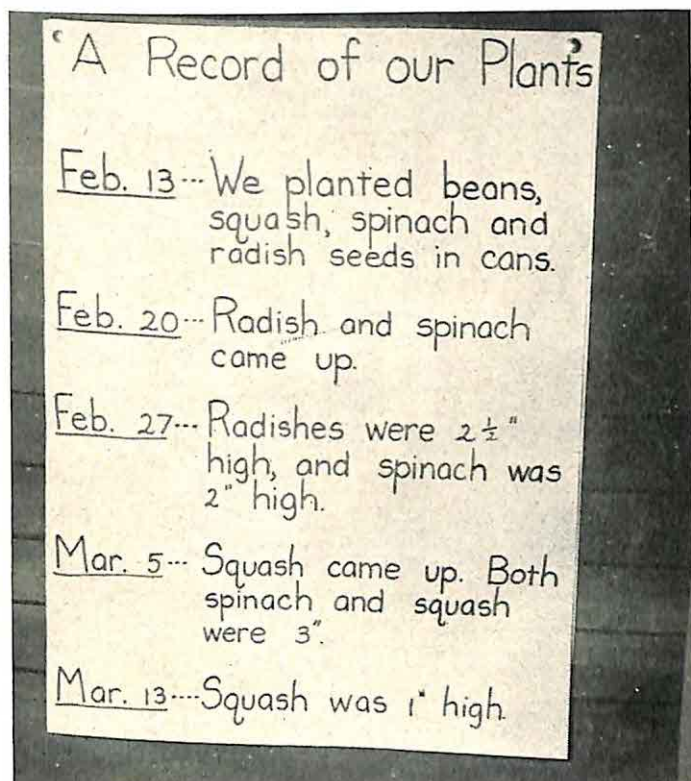 A Record of our Plants
Feb. 13--- We planted beans,
squash, spinach and
radish seeds in cans.
Feb. 20--- Radish and spinach
came up.
Feb. 27--- Radishes were 2 ½"
high, and spinach was
2" high.
Mar. 5--- Squash came up. Both
spinach and squash
were 3".
Mar. 13---- Squash was 1" high.